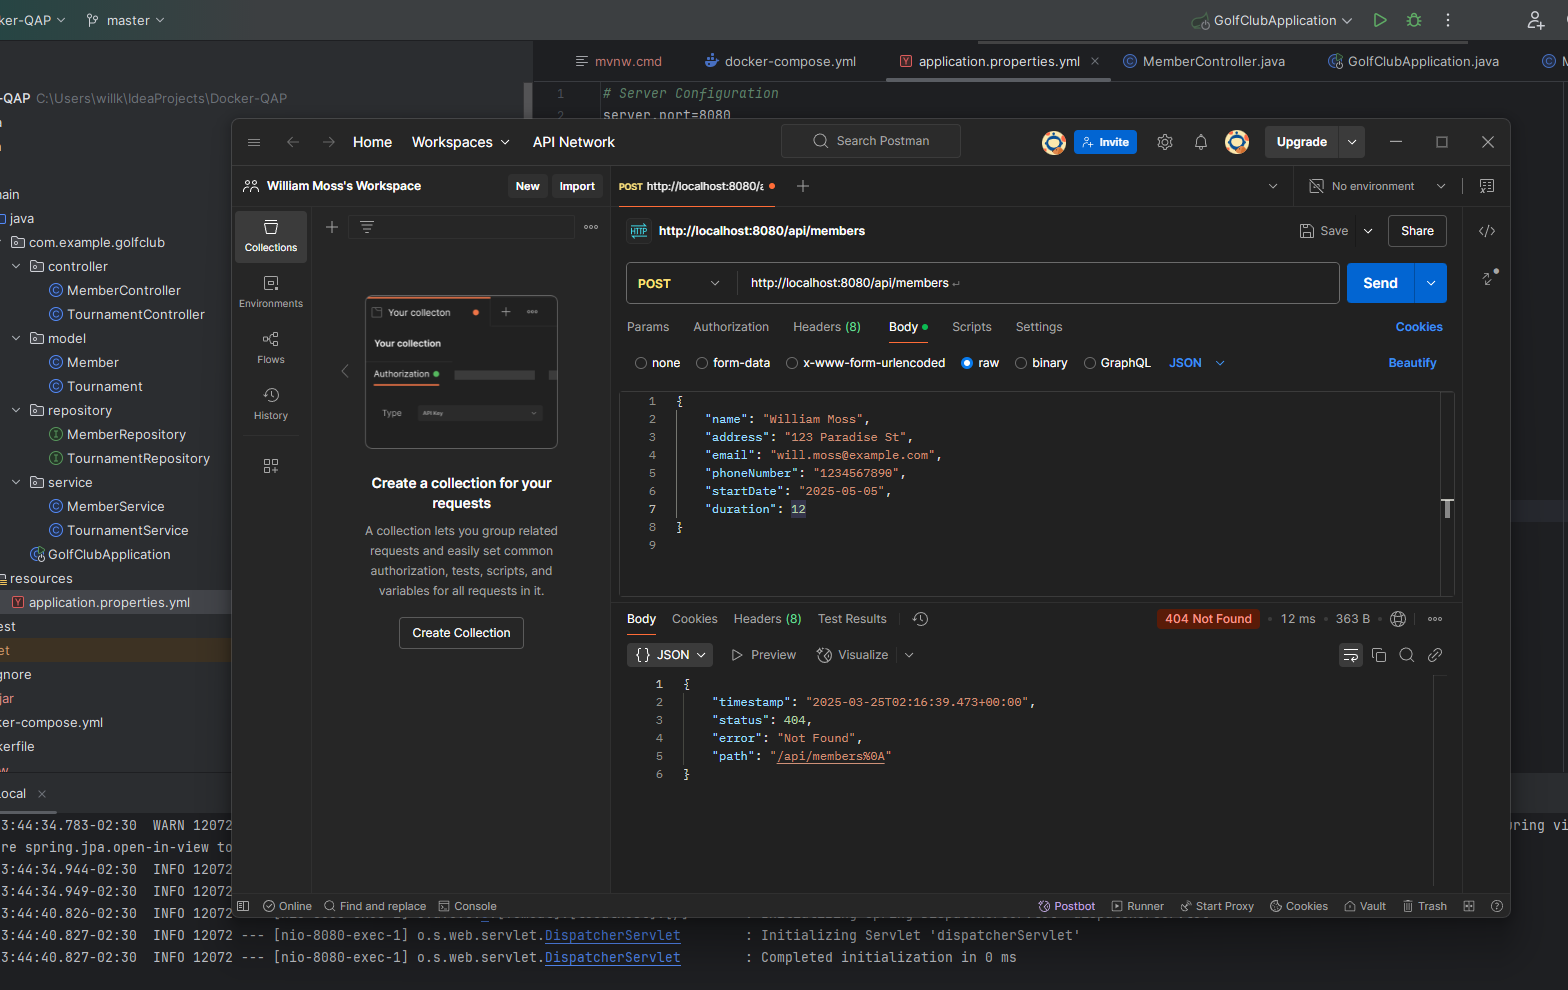 ker-QAP
master
GolfClubApplication
mvnw.cmd
docker-compose.yml
application.properties.yml
MemberController.java
GolfClubApplication.java
-QAP C:\Users\willk\IdeaProjects\Docker-QAP
1 # Server Configuration
2 server.port=8080
ain
java
com.example.golfclub
controller
MemberController
TournamentController
model
Member
Tournament
repository
MemberRepository
TournamentRepository
service
MemberService
TournamentService
GolfClubApplication
resources
application.properties.yml
est
et
gnore
jar
ker-compose.yml
kerfile
w
Home
Workspaces
API Network
Search Postman
Invite
Upgrade
William Moss's Workspace
New
Import
POST http://localhost:8080/a
No environment
Collections
Environments
Flows
History
Your collecton
Your collection
Authorization
Type
API Key
Create a collection for your
requests
A collection lets you group related
requests and easily set common
authorization, tests, scripts, and
variables for all requests in it.
Create Collection
HTTP http://localhost:8080/api/members
Save
Share
POST
http://localhost:8080/api/members
Send
Params
Authorization
Headers (8)
Body
Scripts
Settings
Cookies
none
form-data
x-www-form-urlencoded
raw
binary
GraphQL
JSON
Beautify
1 {
2 "name": "William Moss",
3 "address": "123 Paradise St",
4 "email": "will.moss@example.com",
5 "phoneNumber": "1234567890",
6 "startDate": "2025-05-05",
7 "duration": 12
8 }
9
Body
Cookies
Headers (8)
Test Results
404 Not Found
12 ms
363 B
{} JSON
Preview
Visualize
1 {
2 "timestamp": "2025-03-25T02:16:39.473+00:00",
3 "status": 404,
4 "error": "Not Found",
5 "path": "/api/members%0A"
6 }
Online
Find and replace
Console
Postbot
Runner
Start Proxy
Cookies
Vault
Trash
ocal
3:44:34.783-02:30 WARN 12072
uring vi
re spring.jpa.open-in-view to
3:44:34.944-02:30 INFO 12072
3:44:34.949-02:30 INFO 12072
3:44:40.826-02:30 INFO 12072
3:44:40.827-02:30 INFO 12072 --- [nio-8080-exec-1] o.s.web.servlet.DispatcherServlet : Initializing Servlet 'dispatcherServlet'
3:44:40.827-02:30 INFO 12072 --- [nio-8080-exec-1] o.s.web.servlet.DispatcherServlet : Completed initialization in 0 ms